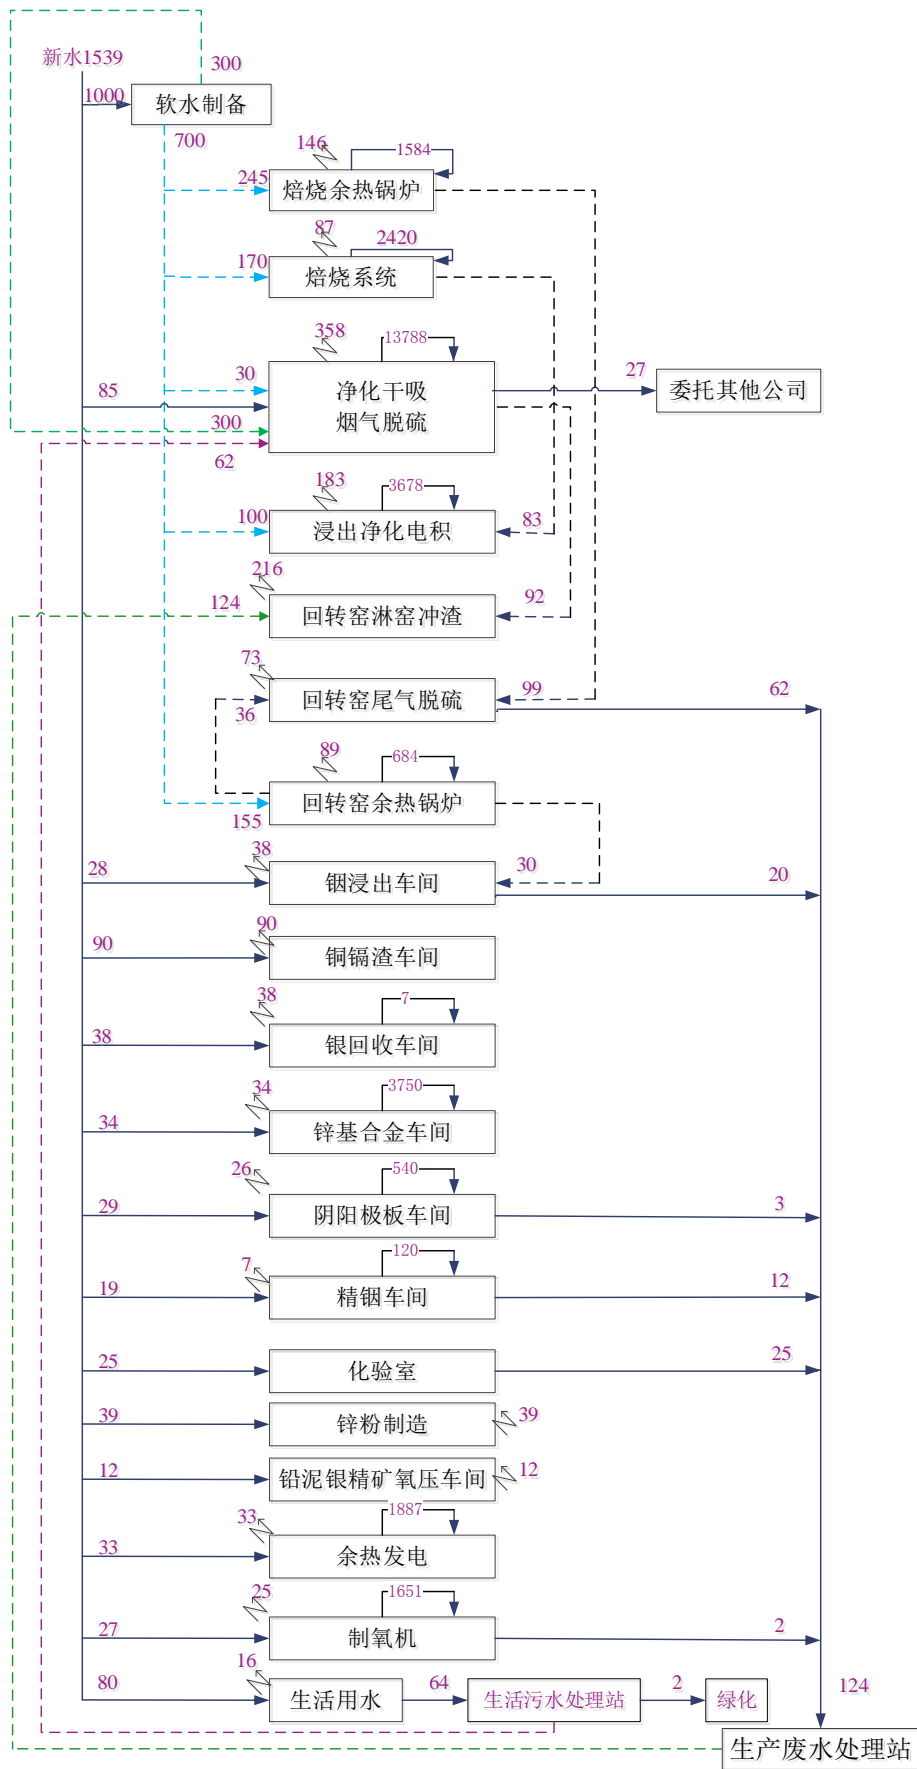 新水1539
300
1000
软水制备
700
146
1584
245
焙烧余热锅炉
87
2420
170
焙烧系统
358
13788
30
净化干吸
烟气脱硫
27
委托其他公司
85
300
62
183
3678
100
浸出净化电积
83
216
124
回转窑淋窑冲渣
92
73
回转窑尾气脱硫
99
62
36
89
684
回转窑余热锅炉
155
38
28
铟浸出车间
30
20
90
90
铜镉渣车间
38
7
38
银回收车间
34
3750
34
锌基合金车间
26
540
29
阴阳极板车间
3
7
120
19
精铟车间
12
25
化验室
25
39
锌粉制造
39
12
铅泥银精矿氧压车间
12
33
1887
33
余热发电
25
1651
27
制氧机
2
16
80
生活用水
64
生活污水处理站
2
绿化
124
生产废水处理站